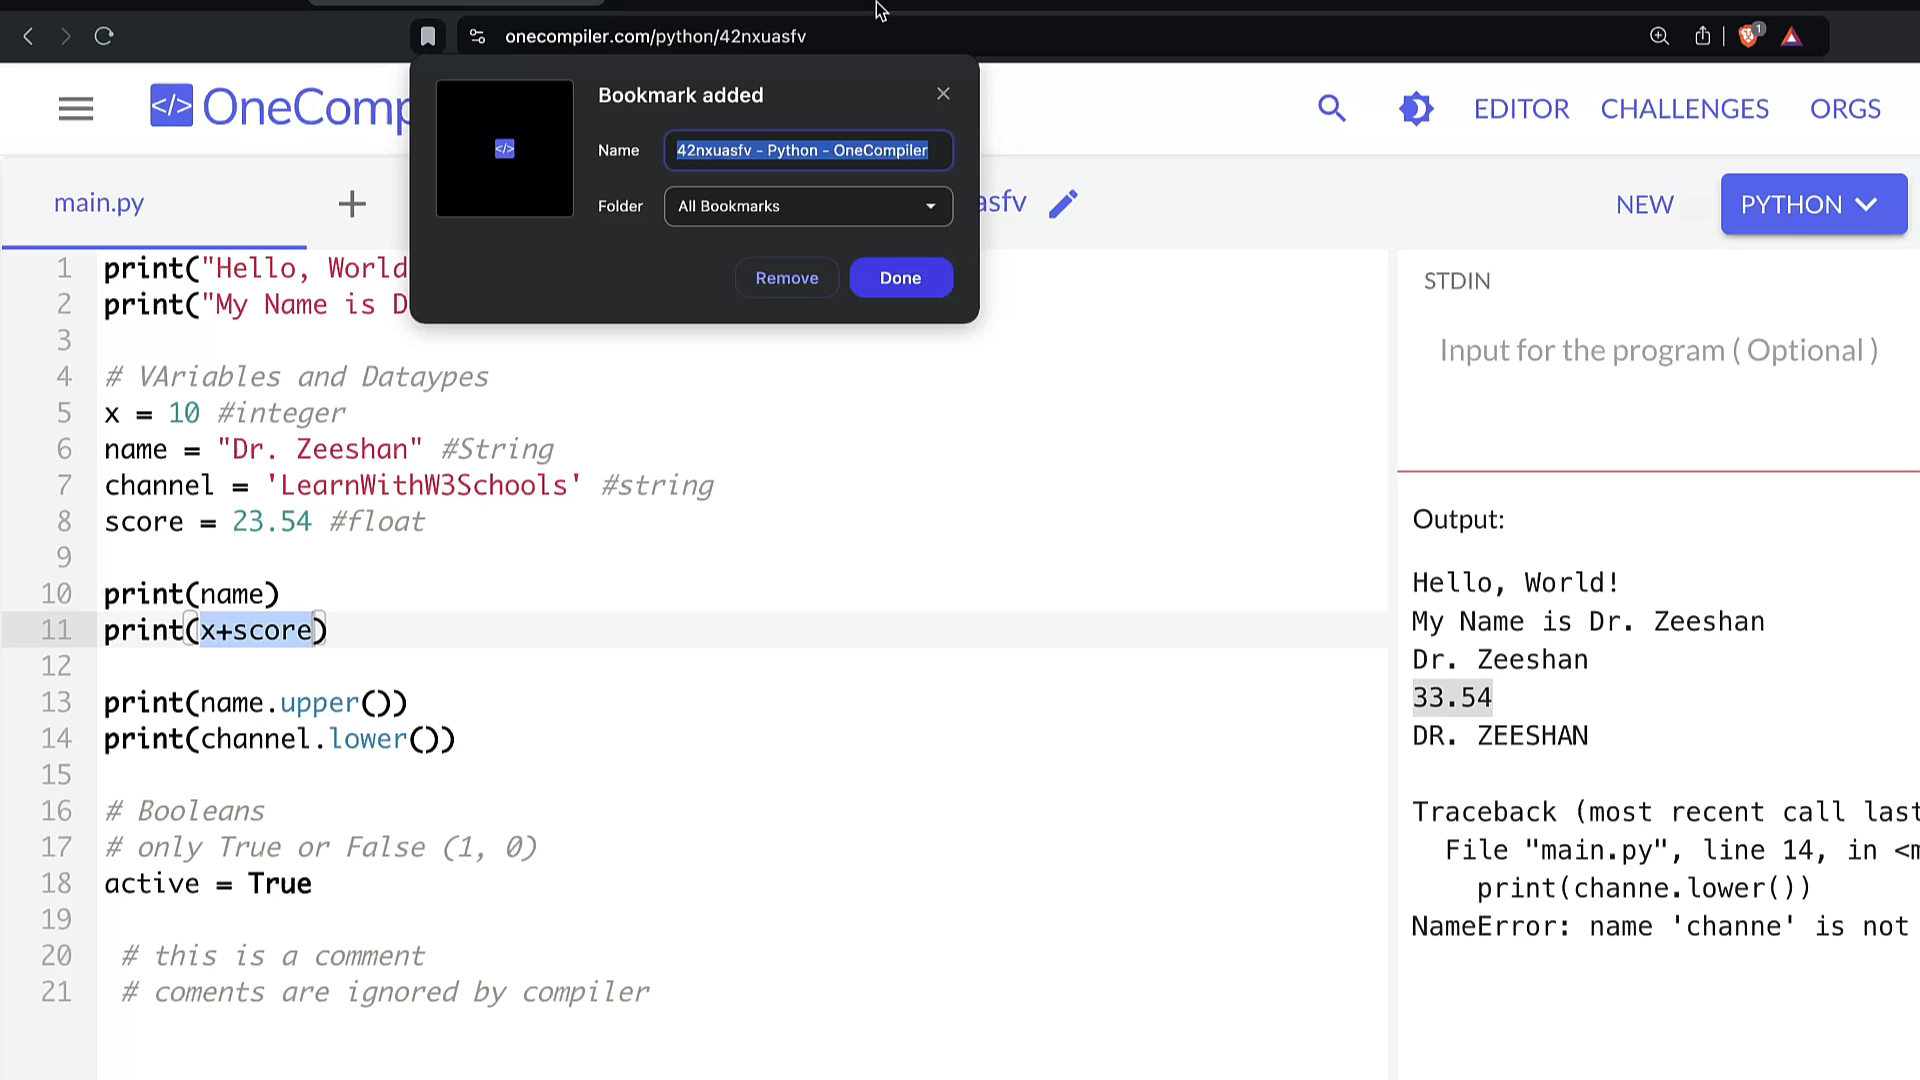 onecompiler.com/python/42nxuasfv
1
</> OneComp
EDITOR
CHALLENGES
ORGS
Bookmark added
</>
Name
42nxuasfv - Python - OneCompiler
Folder
All Bookmarks
Remove
Done
main.py
+
asfv
NEW
PYTHON
1 print("Hello, World
2 print("My Name is D
3
4 # VAriables and Dataypes
5 x = 10 #integer
6 name = "Dr. Zeeshan" #String
7 channel = 'LearnWithW3Schools' #string
8 score = 23.54 #float
9
10 print(name)
11 print(x+score)
12
13 print(name.upper())
14 print(channel.lower())
15
16 # Booleans
17 # only True or False (1, 0)
18 active = True
19
20 # this is a comment
21 # coments are ignored by compiler
STDIN
Input for the program ( Optional )
Output:
Hello, World!
My Name is Dr. Zeeshan
Dr. Zeeshan
33.54
DR. ZEESHAN
Traceback (most recent call last
File "main.py", line 14, in <m
print(channe.lower())
NameError: name 'channe' is not